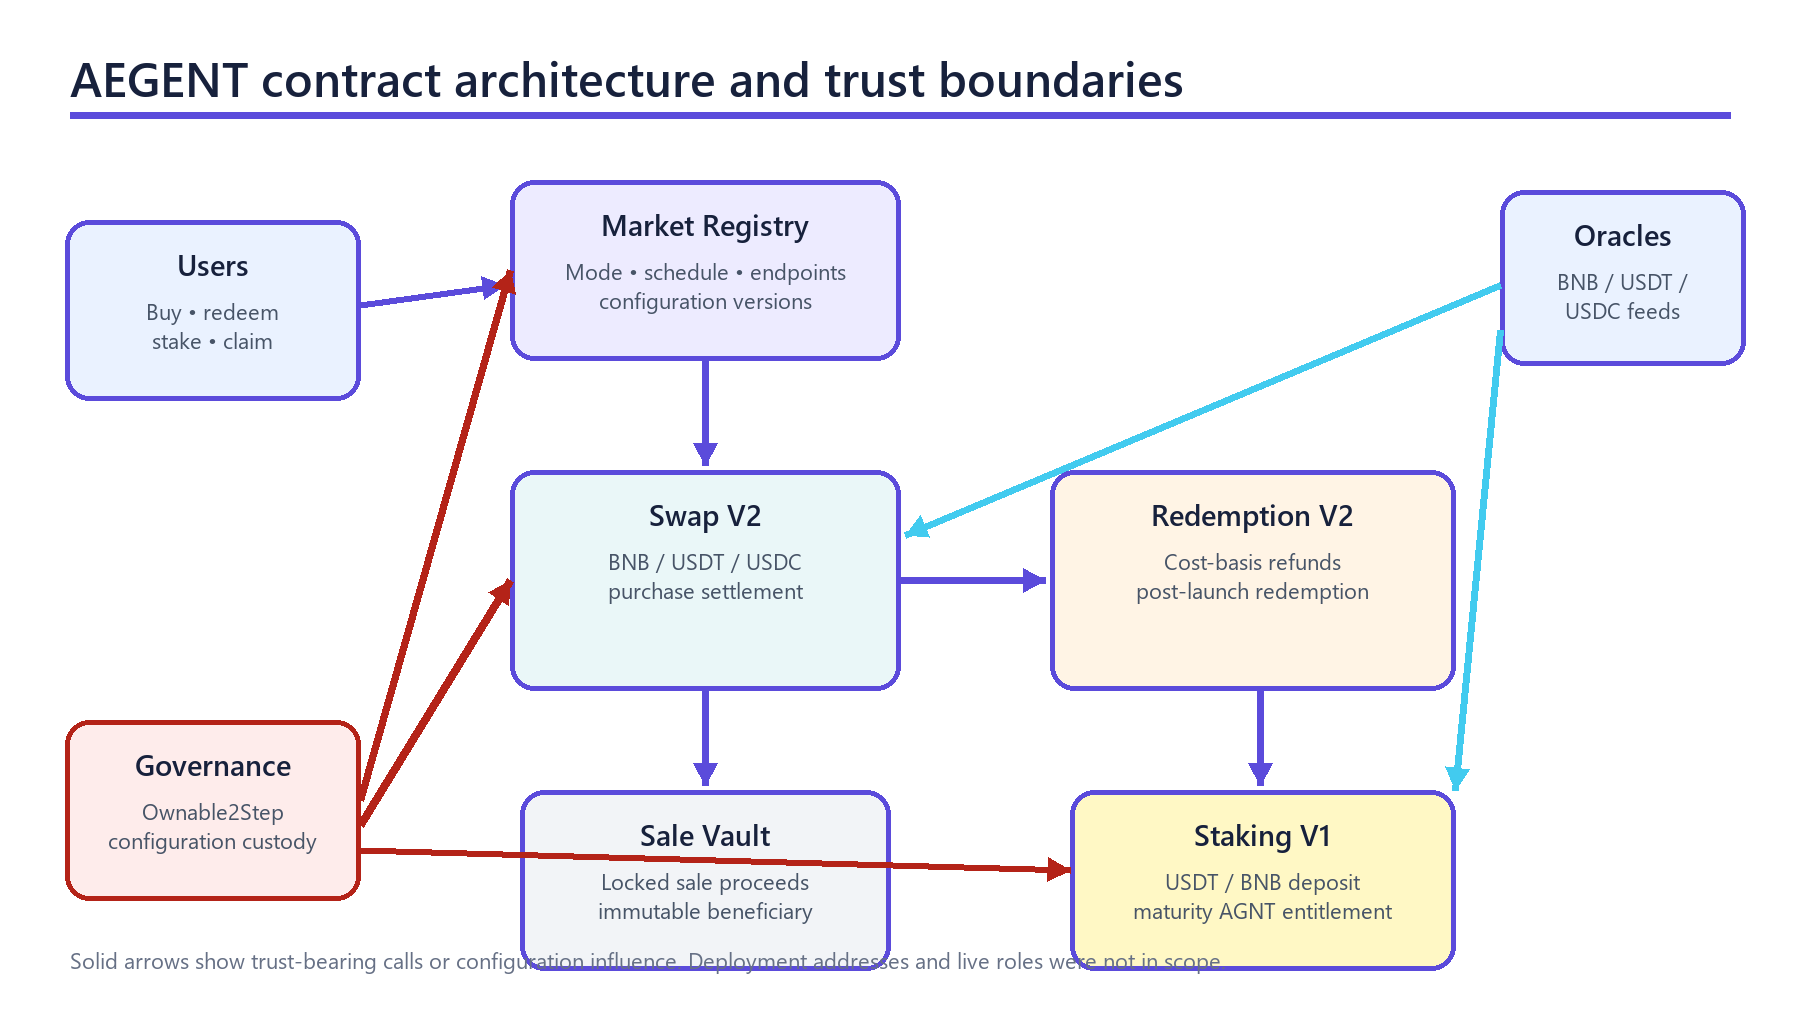 AEGENT contract architecture and trust boundaries
Users
Buy • redeem
stake • claim
Market Registry
Mode • schedule • endpoints
configuration versions
Oracles
BNB / USDT /
USDC feeds
Swap V2
BNB / USDT / USDC
purchase settlement
Redemption V2
Cost-basis refunds
post-launch redemption
Governance
Ownable2Step
configuration custody
Sale Vault
Locked sale proceeds
immutable beneficiary
Staking V1
USDT / BNB deposit
maturity AGNT entitlement
Solid arrows show trust-bearing calls or configuration influence. Deployment addresses and live roles were not in scope.